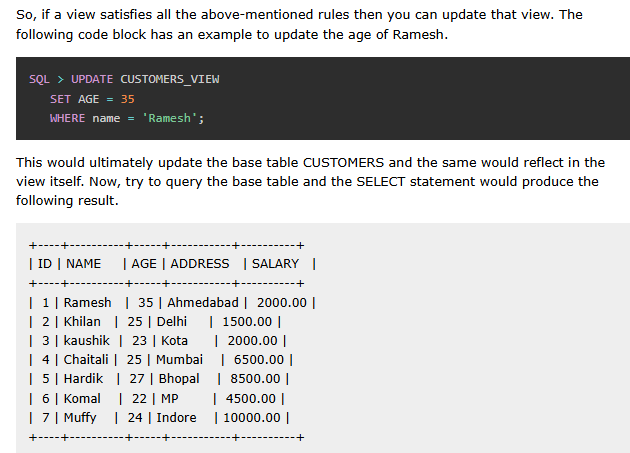 So, if a view satisfies all the above-mentioned rules then you can update that view. The
following code block has an example to update the age of Ramesh.
SQL > UPDATE CUSTOMERS_VIEW
SET AGE = 35
WHERE name = 'Ramesh';
This would ultimately update the base table CUSTOMERS and the same would reflect in the
view itself. Now, try to query the base table and the SELECT statement would produce the
following result.
+----+----------+-----+-----------+----------+
| ID | NAME | AGE | ADDRESS | SALARY |
+----+----------+-----+-----------+----------+
| 1 | Ramesh | 35 | Ahmedabad | 2000.00 |
| 2 | Khilan | 25 | Delhi | 1500.00 |
| 3 | kaushik | 23 | Kota | 2000.00 |
| 4 | Chaitali | 25 | Mumbai | 6500.00 |
| 5 | Hardik | 27 | Bhopal | 8500.00 |
| 6 | Komal | 22 | MP | 4500.00 |
| 7 | Muffy | 24 | Indore | 10000.00 |
+----+----------+-----+-----------+----------+